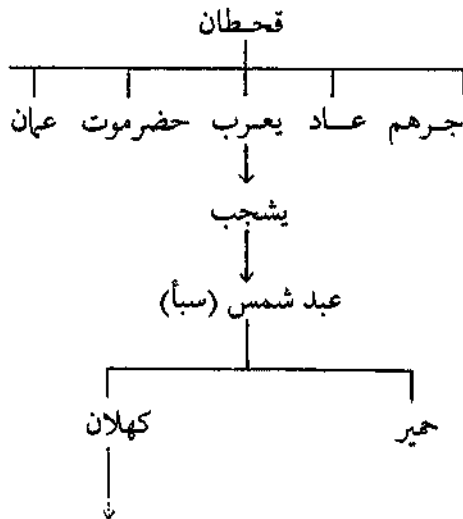 قحطان
جرهم عاد يعرب حضرموت عمان
يشجب
عبد شمس (سبأ)
حمير كهلان